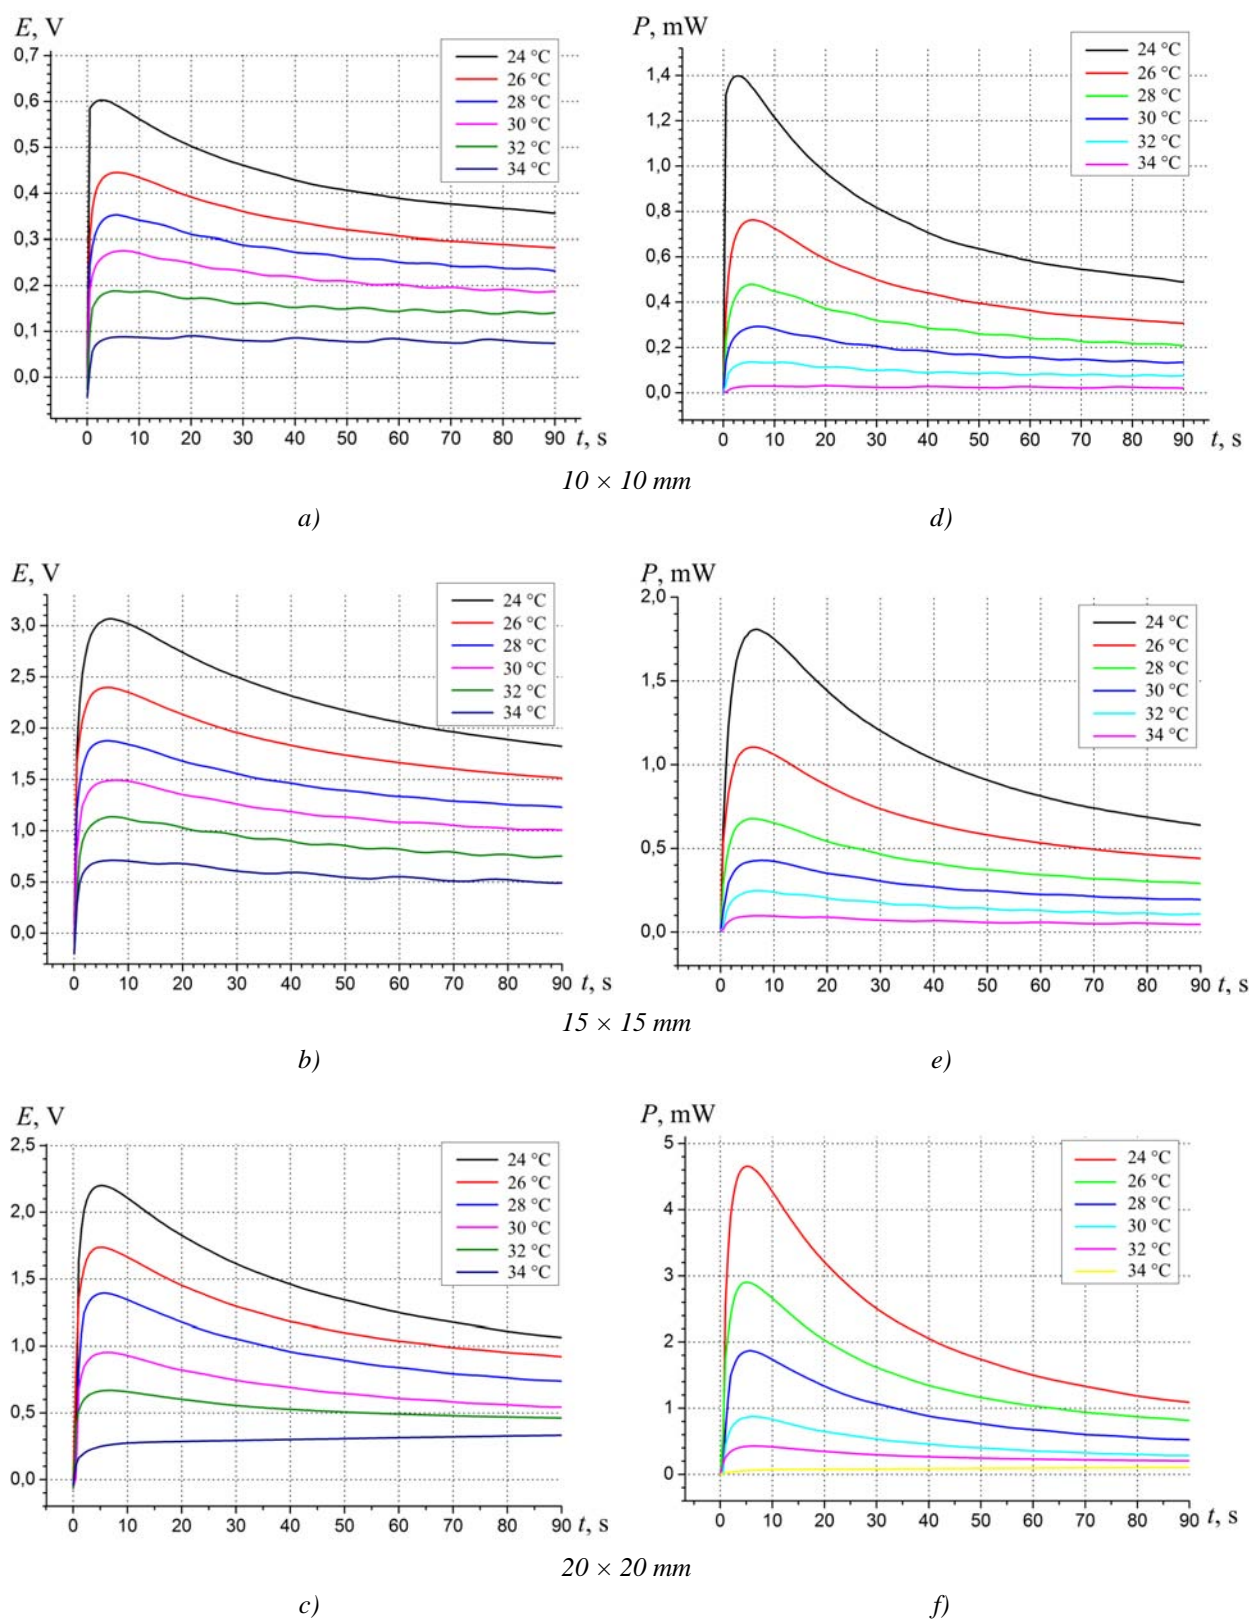 E, V
0,7
0,6
0,5
0,4
0,3
0,2
0,1
0,0
24 °C
26 °C
28 °C
30 °C
32 °C
34 °C
0 10 20 30 40 50 60 70 80 90 t, s
P, mW
1,4
1,2
1,0
0,8
0,6
0,4
0,2
0,0
24 °C
26 °C
28 °C
30 °C
32 °C
34 °C
0 10 20 30 40 50 60 70 80 90 t, s
10 × 10 mm
a) d)
E, V
3,0
2,5
2,0
1,5
1,0
0,5
0,0
24 °C
26 °C
28 °C
30 °C
32 °C
34 °C
0 10 20 30 40 50 60 70 80 90 t, s
P, mW
2,0
1,5
1,0
0,5
0,0
24 °C
26 °C
28 °C
30 °C
32 °C
34 °C
0 10 20 30 40 50 60 70 80 90 t, s
15 × 15 mm
b) e)
E, V
2,5
2,0
1,5
1,0
0,5
0,0
24 °C
26 °C
28 °C
30 °C
32 °C
34 °C
0 10 20 30 40 50 60 70 80 90 t, s
P, mW
5
4
3
2
1
0
24 °C
26 °C
28 °C
30 °C
32 °C
34 °C
0 10 20 30 40 50 60 70 80 90 t, s
20 × 20 mm
c) f)